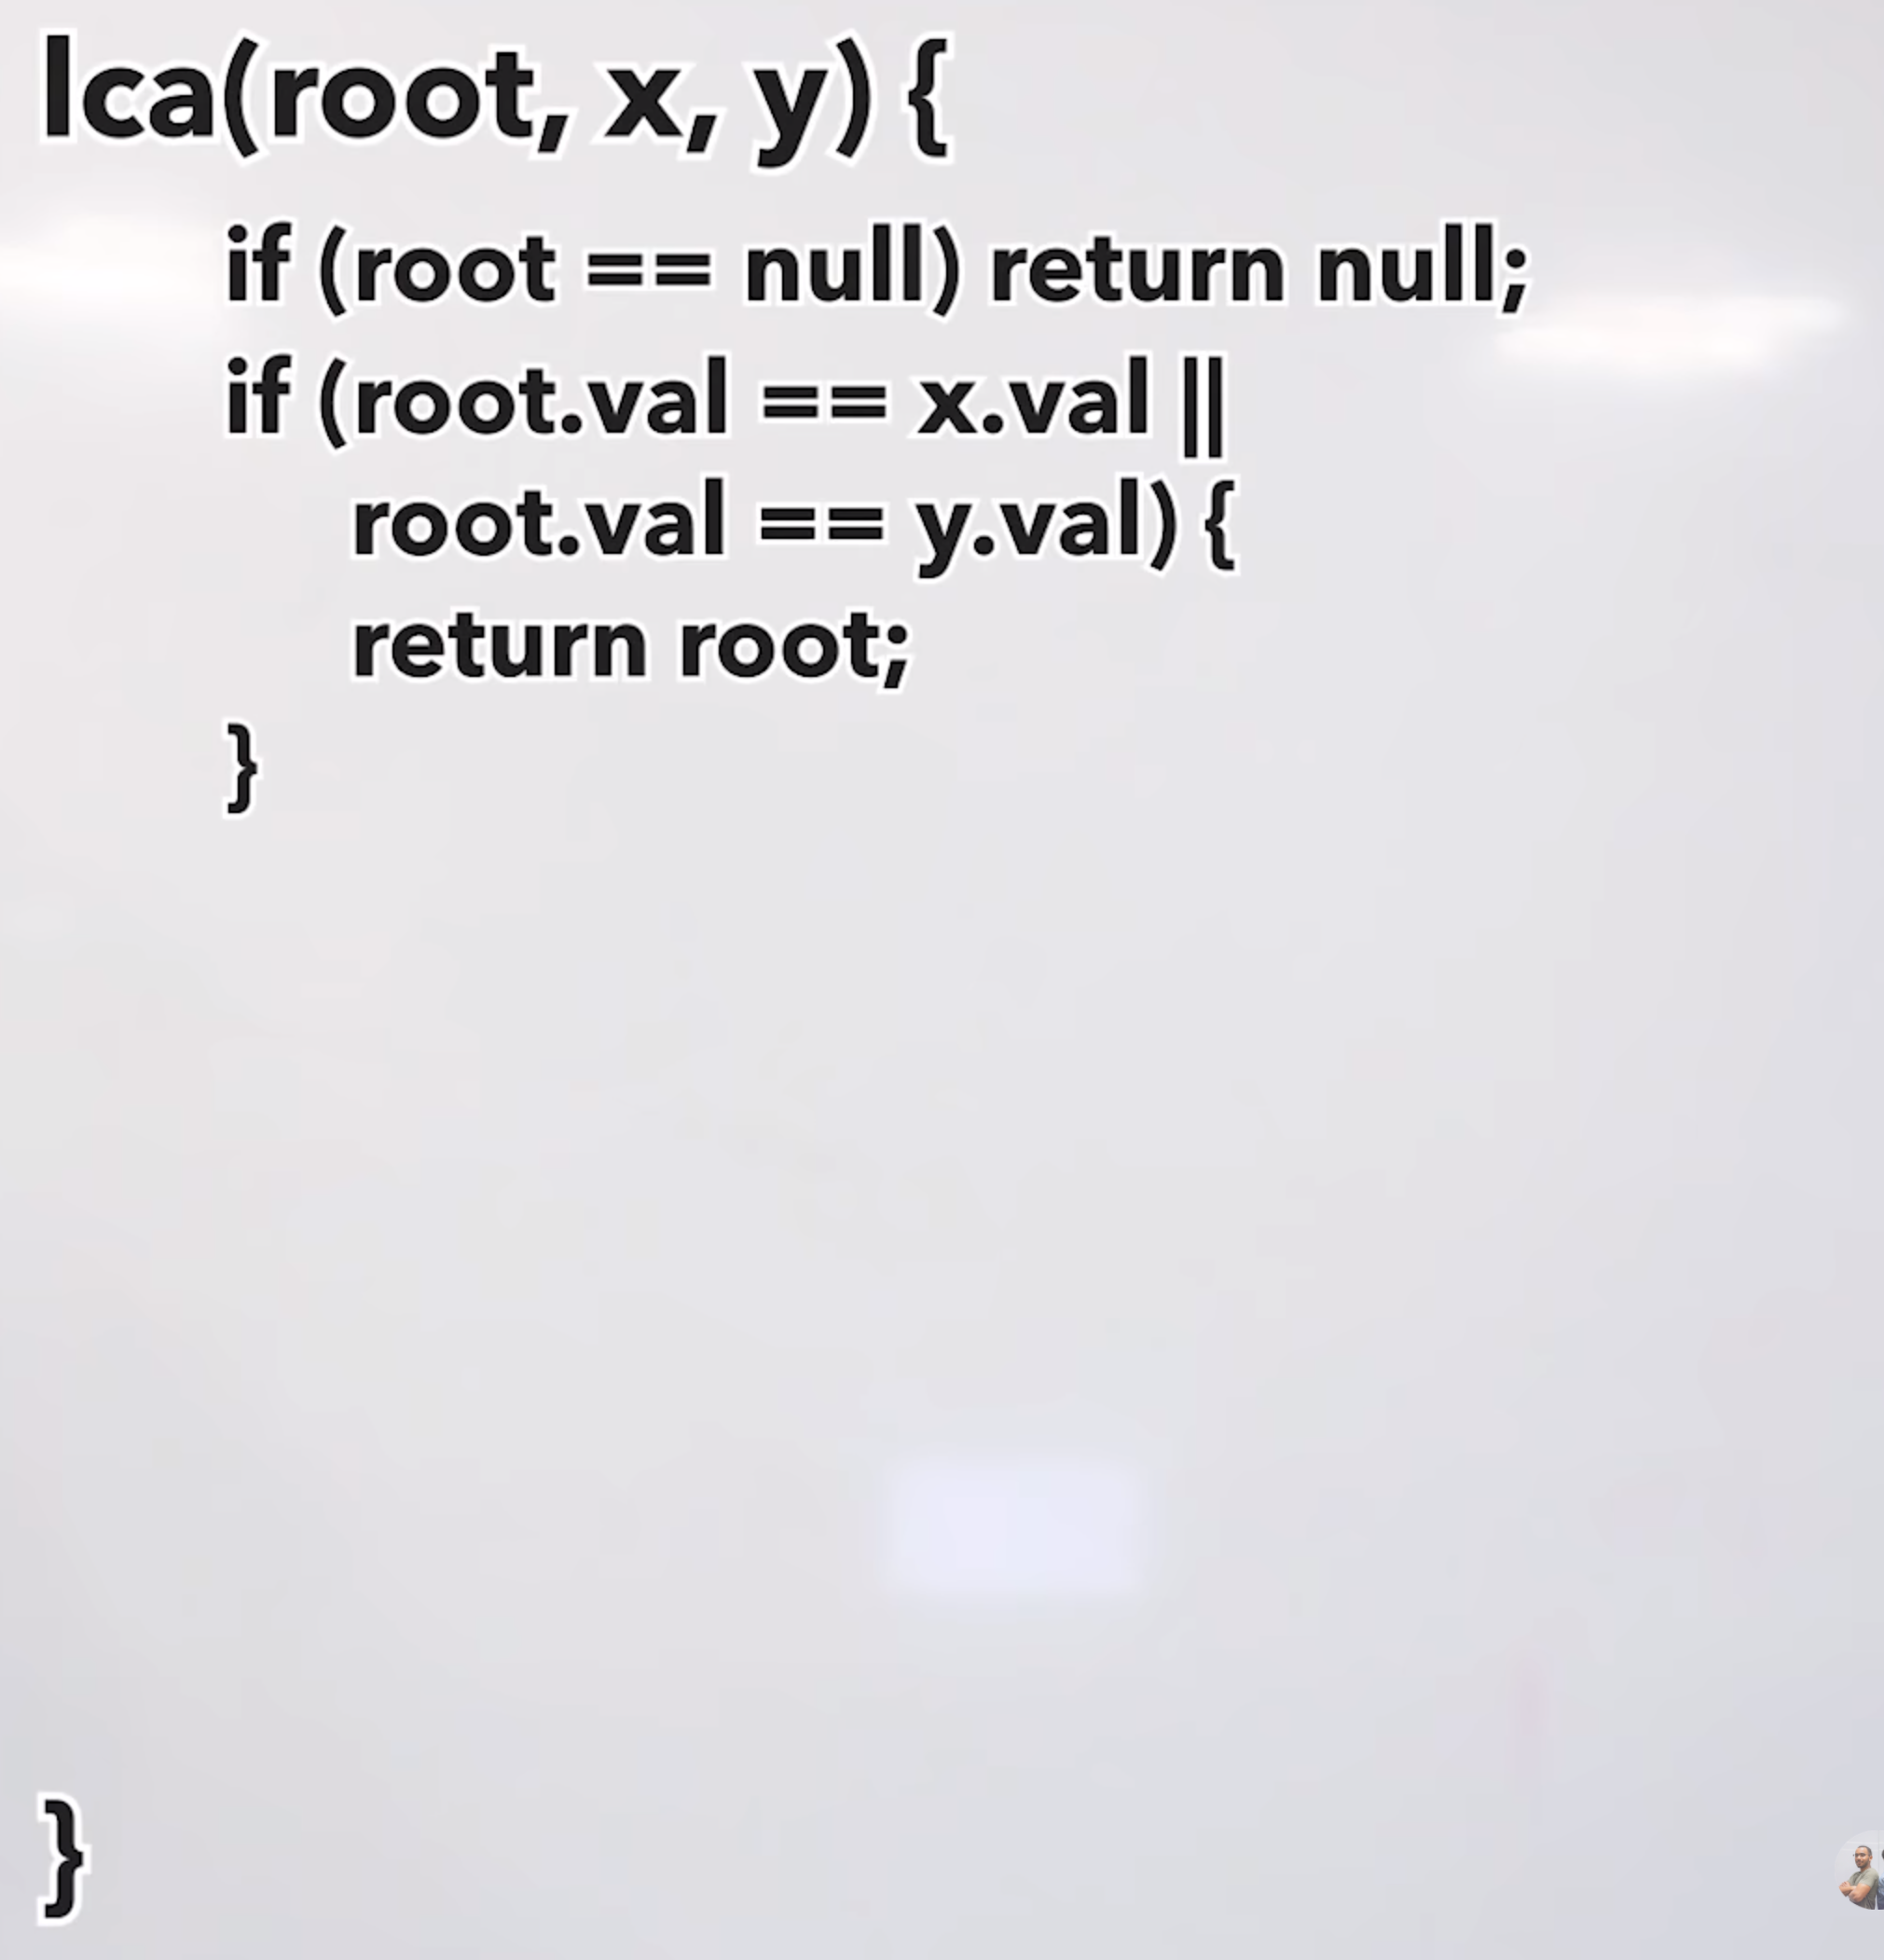 lca(root, x, y) {
if (root == null) return null;
if (root.val == x.val ||
root.val == y.val) {
return root;
}
}